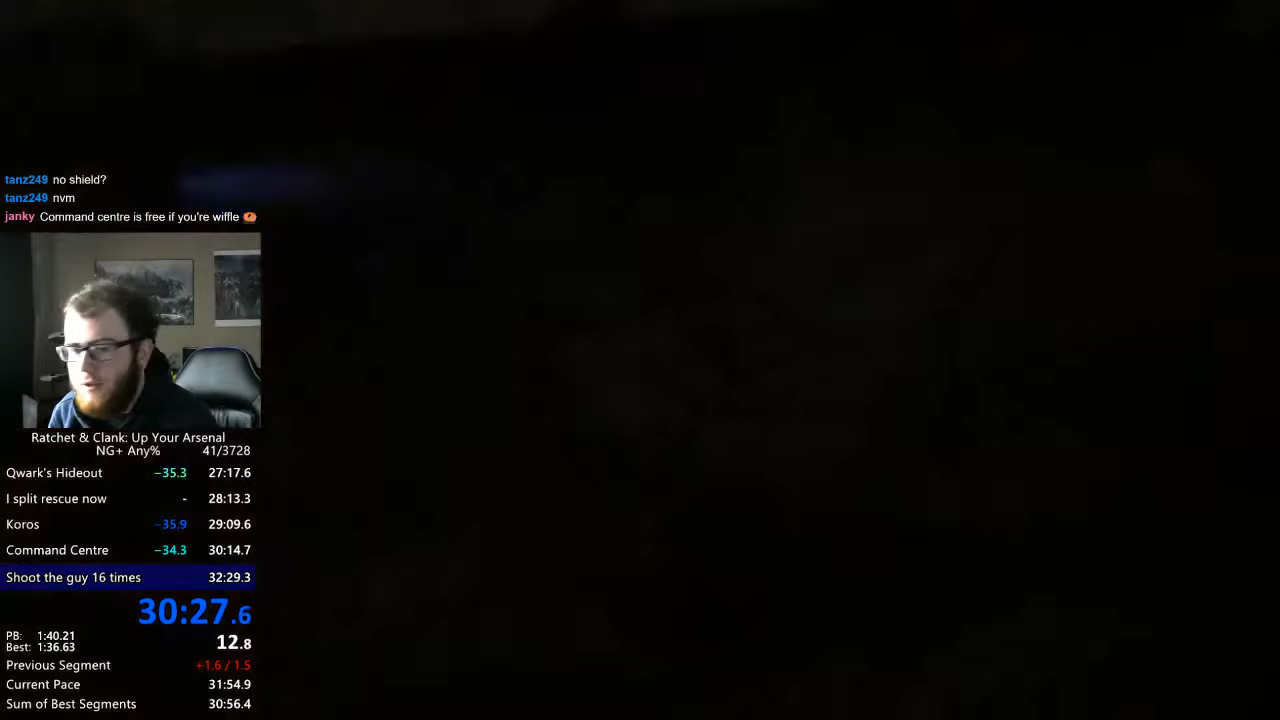 tanz249 no shield?
tanz249 nvm
janky Command centre is free if you're wiffle
Ratchet & Clank: Up Your Arsenal
NG+ Any% 41/3728
Qwark's Hideout −35.3 27:17.6
I split rescue now - 28:13.3
Koros −35.9 29:09.6
Command Centre −34.3 30:14.7
Shoot the guy 16 times 32:29.3
30:27.6
PB: 1:40.21
Best: 1:36.63
12.8
Previous Segment +1.6 / 1.5
Current Pace 31:54.9
Sum of Best Segments 30:56.4